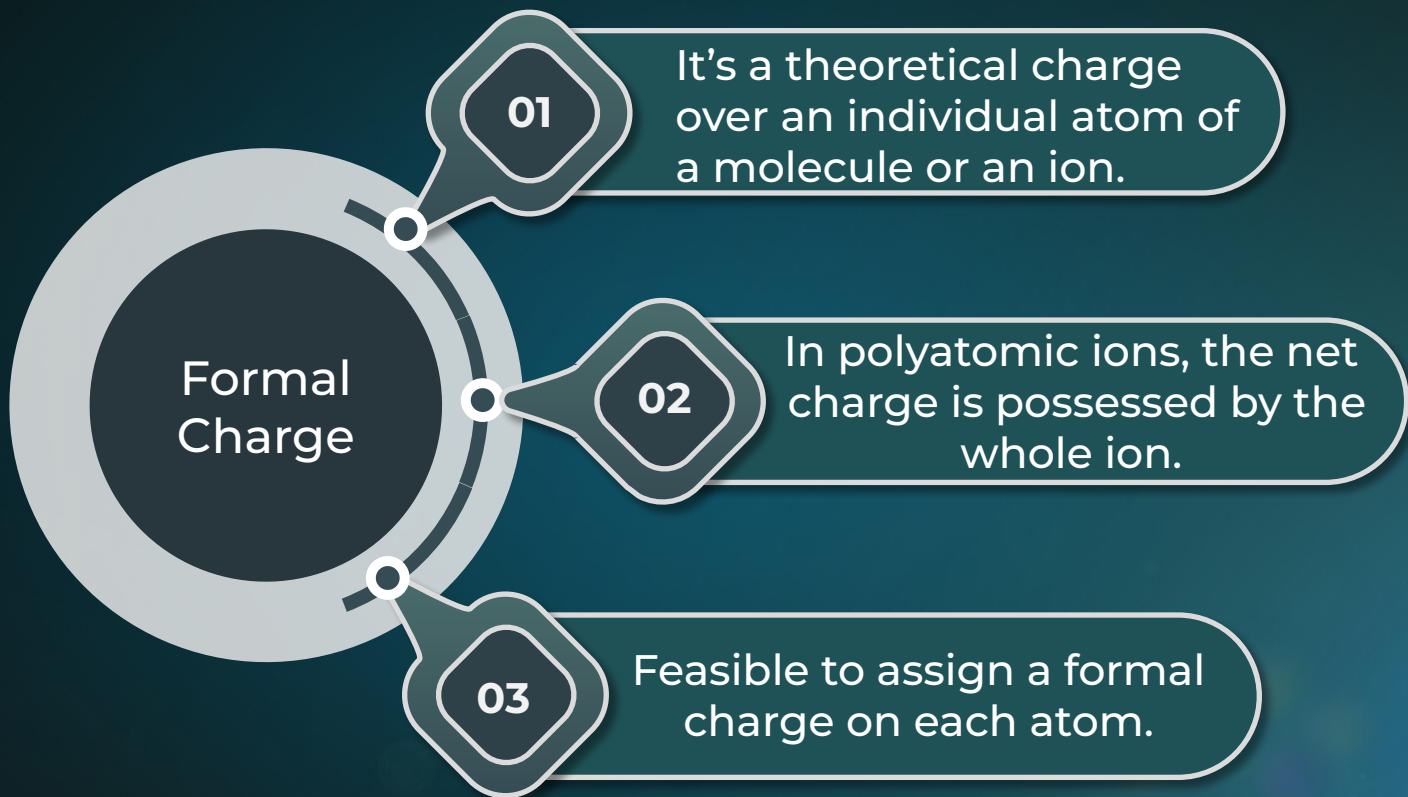 Formal
Charge
01
It’s a theoretical charge
over an individual atom of
a molecule or an ion.
02
In polyatomic ions, the net
charge is possessed by the
whole ion.
03
Feasible to assign a formal
charge on each atom.